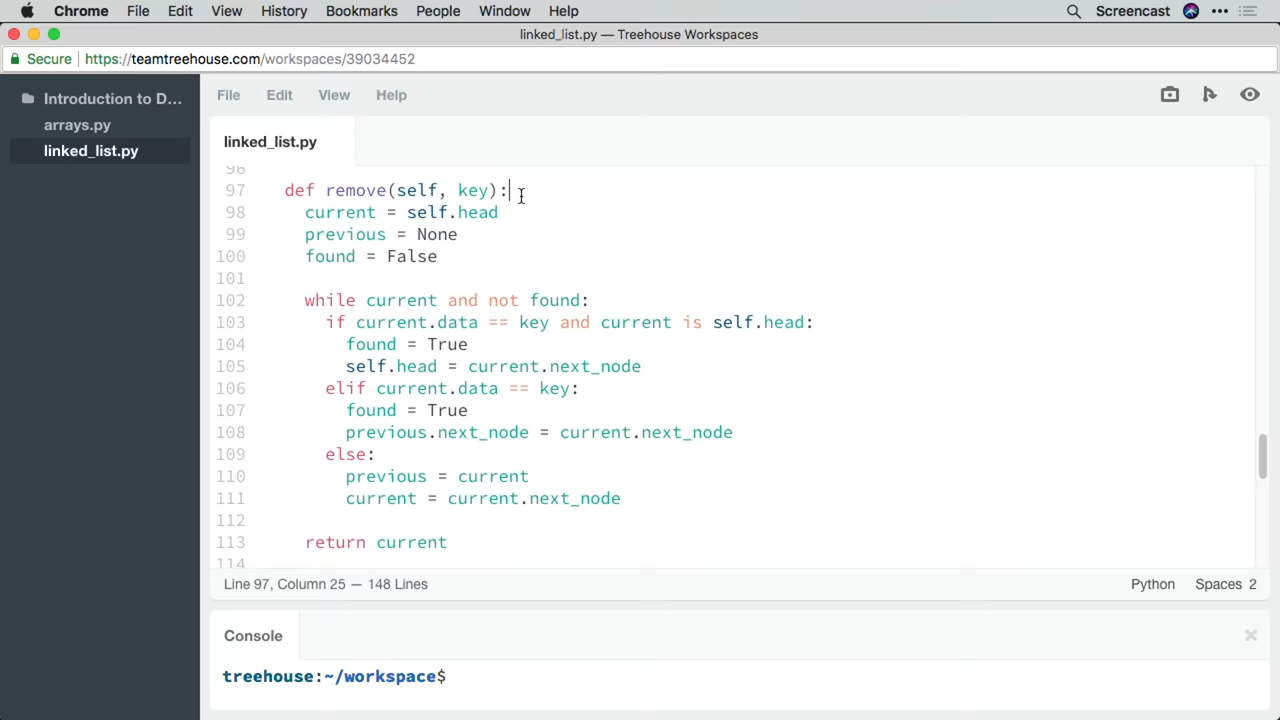 Chrome File Edit View History Bookmarks People Window Help Screencast
linked_list.py — Treehouse Workspaces
Secure https://teamtreehouse.com/workspaces/39034452
Introduction to D...
arrays.py
linked_list.py
File Edit View Help
linked_list.py
96
97 def remove(self, key):
98 current = self.head
99 previous = None
100 found = False
101
102 while current and not found:
103 if current.data == key and current is self.head:
104 found = True
105 self.head = current.next_node
106 elif current.data == key:
107 found = True
108 previous.next_node = current.next_node
109 else:
110 previous = current
111 current = current.next_node
112
113 return current
114
Line 97, Column 25 — 148 Lines Python Spaces 2
Console
treehouse:~/workspace$